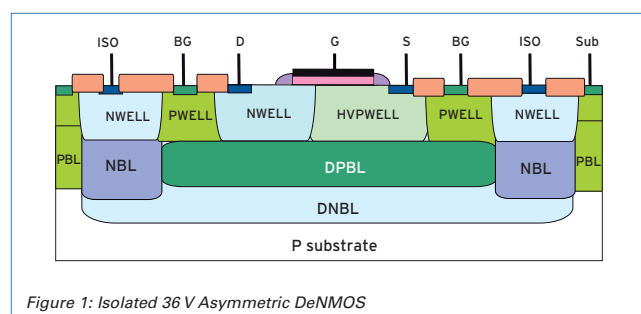 ISO BG D G S BG ISO Sub
NWELL PWELL NWELL HVPWELL PWELL NWELL
PBL NBL DPBL NBL PBL
DNBL
P substrate
Figure 1: Isolated 36 V Asymmetric DeNMOS